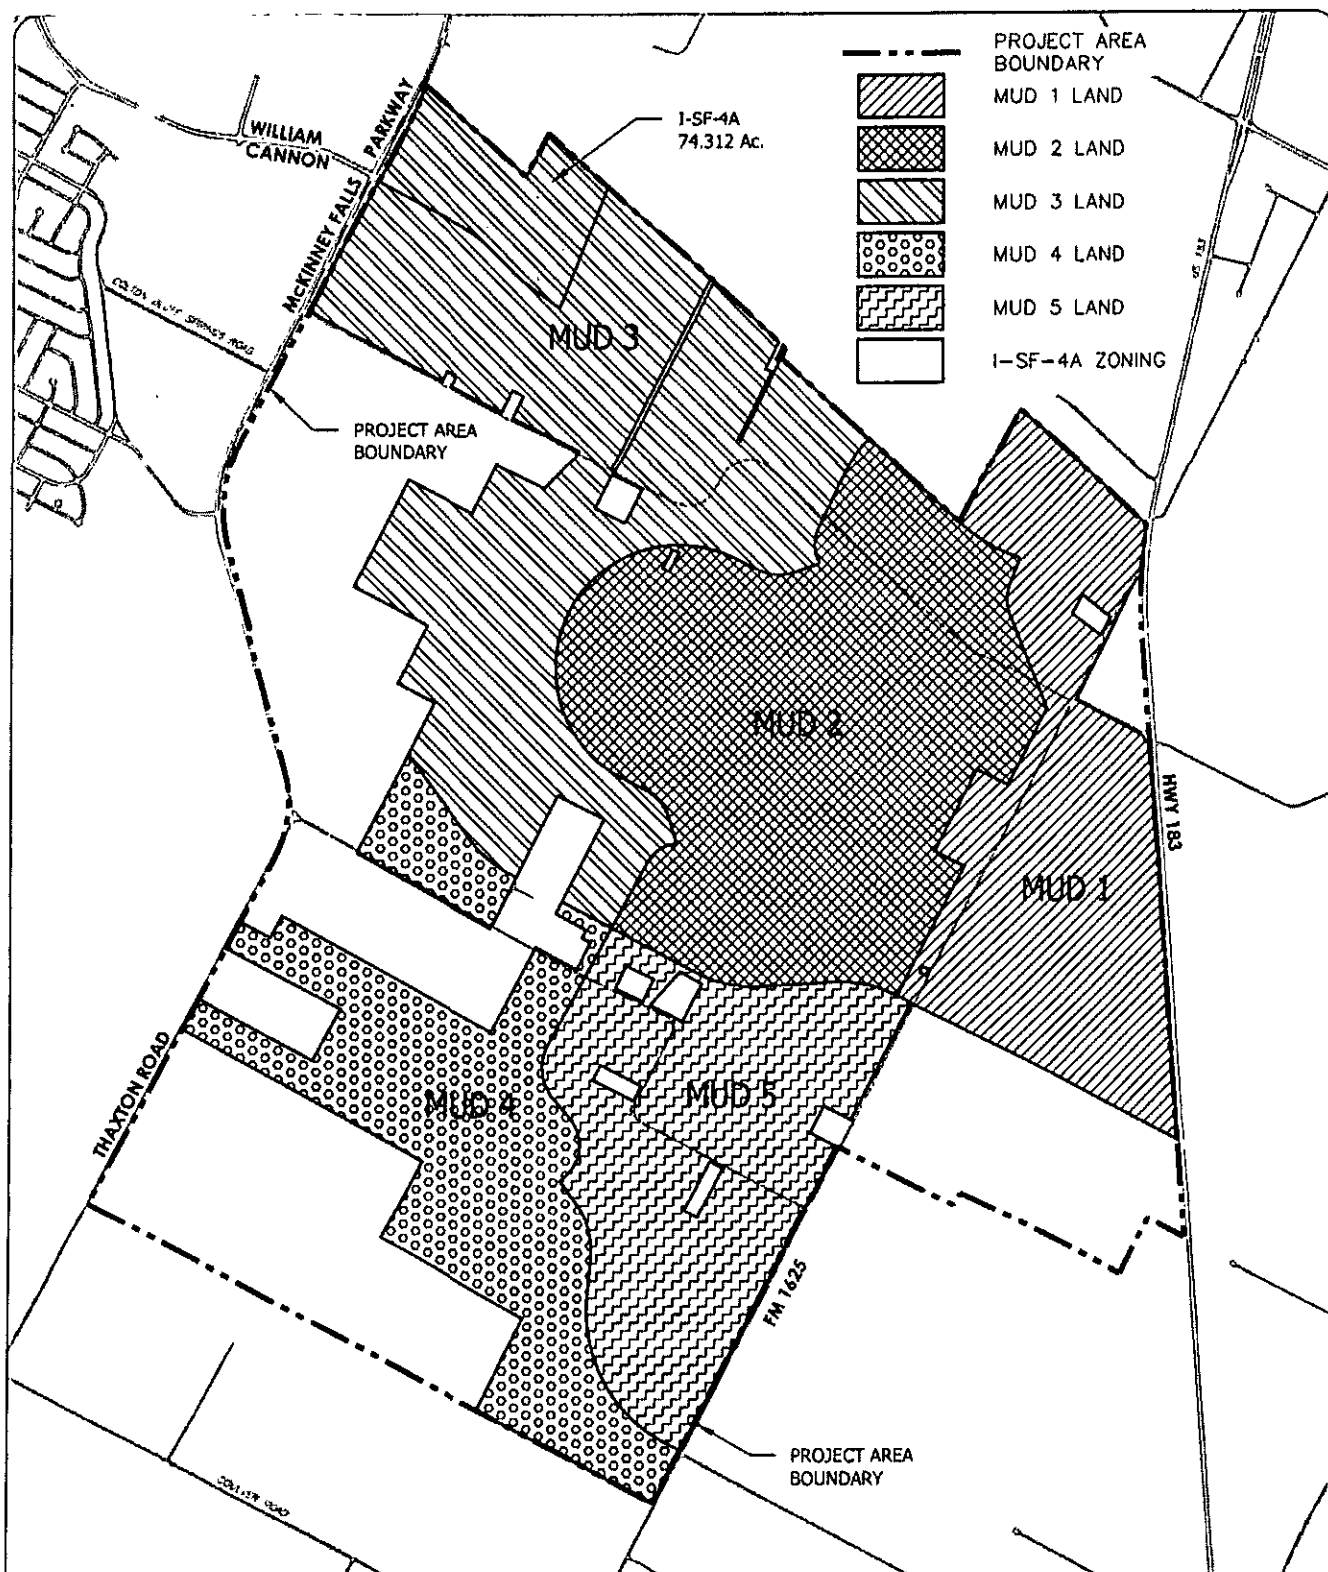 PROJECT AREA
BOUNDARY
MUD 1 LAND
MUD 2 LAND
MUD 3 LAND
MUD 4 LAND
MUD 5 LAND
I-SF-4A ZONING
I-SF-4A
74.312 Ac.
WILLIAM
CANNON
McKINNEY FALLS PARKWAY
US 183
MUD 3
PROJECT AREA
BOUNDARY
MUD 2
HWY 183
MUD 1
THAXTON ROAD
MUD 4
MUD 5
FM 1625
PROJECT AREA
BOUNDARY